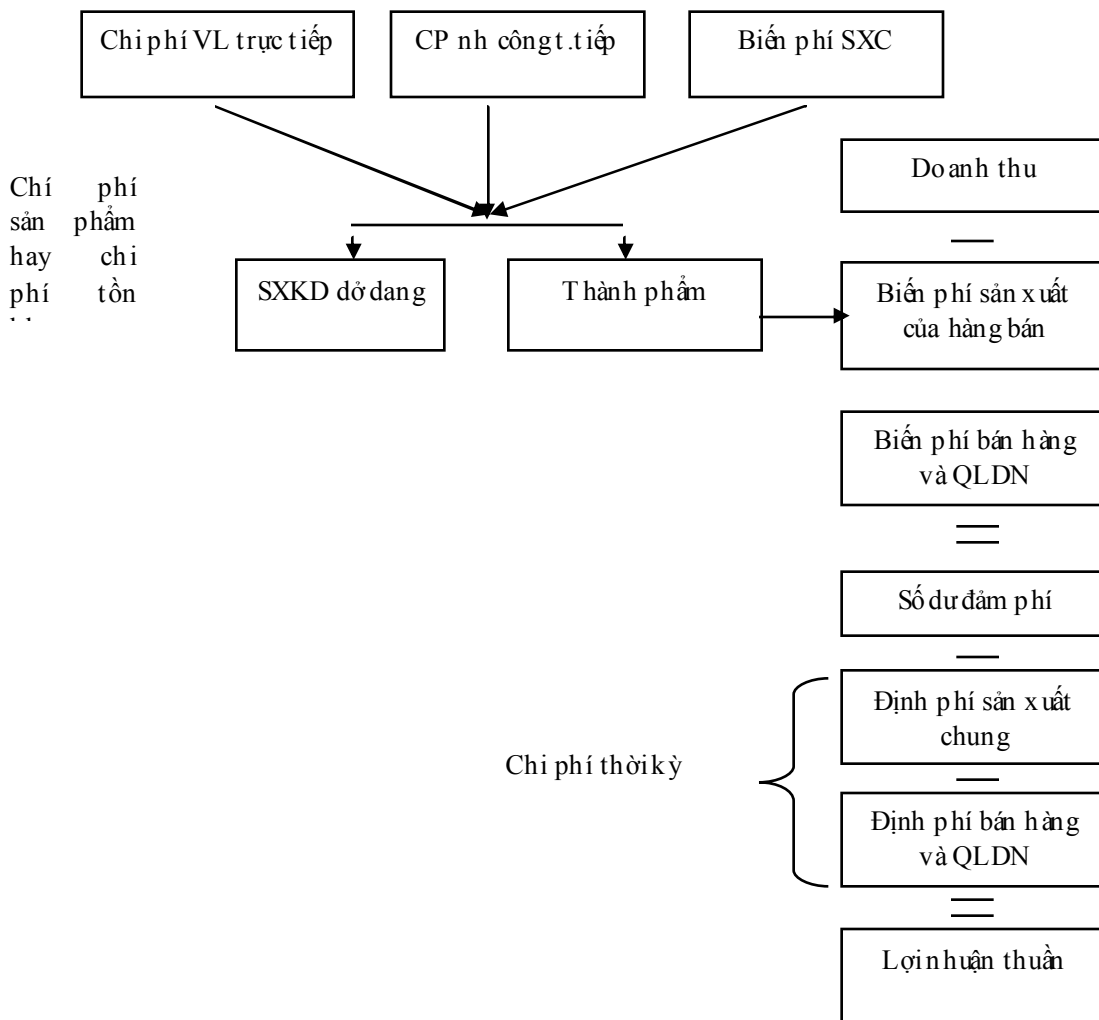 Chi phí VL trực tiếp
CP nh công t.tiếp
Biến phí SXC
Doanh thu
Chí phí
sản phẩm
hay chi
phí tồn
SXKD dở dang
Thành phẩm
Biến phí sản xuất
của hàng bán
Biến phí bán hàng
và QLDN
Số dư đảm phí
Định phí sản xuất
chung
Chi phí thời kỳ
Định phí bán hàng
và QLDN
Lợi nhuận thuần